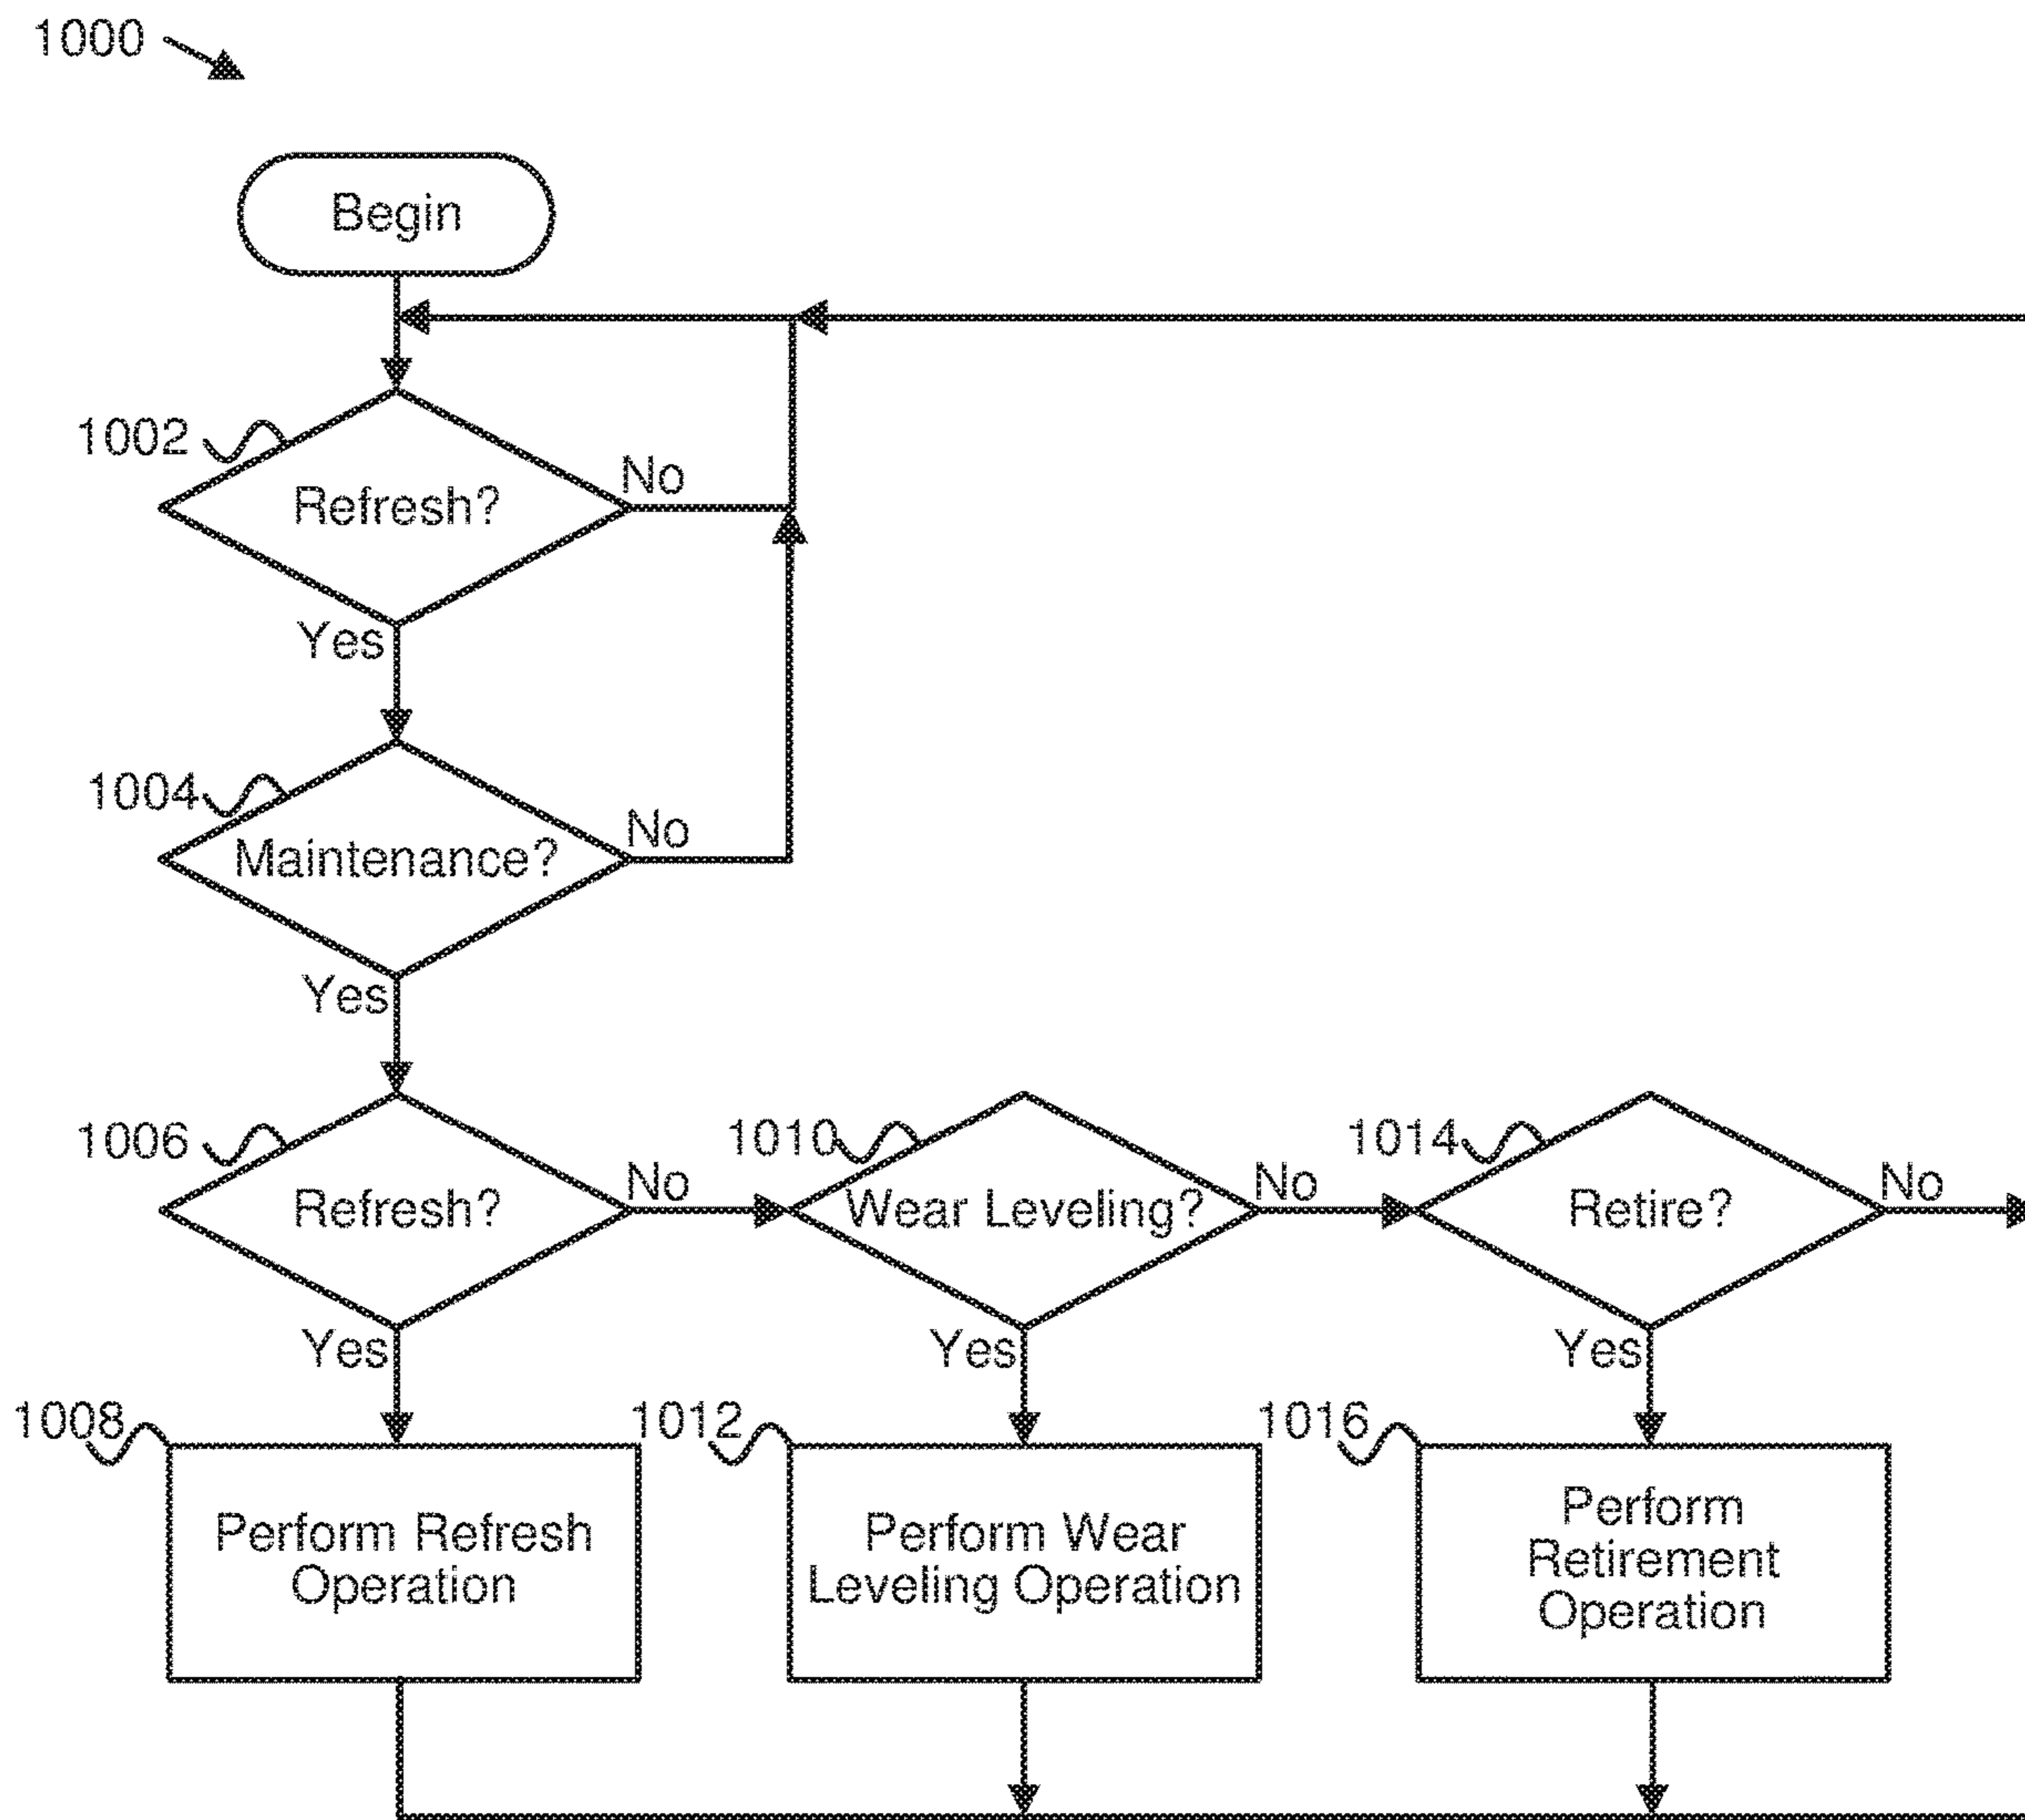 1000
Begin
1002
Refresh?
No
Yes
1004
Maintenance?
No
Yes
1006
Refresh?
No
1010
Wear Leveling?
No
1014
Retire?
No
Yes
Yes
Yes
1008
Perform Refresh
Operation
1012
Perform Wear
Leveling Operation
1016
Perform
Retirement
Operation